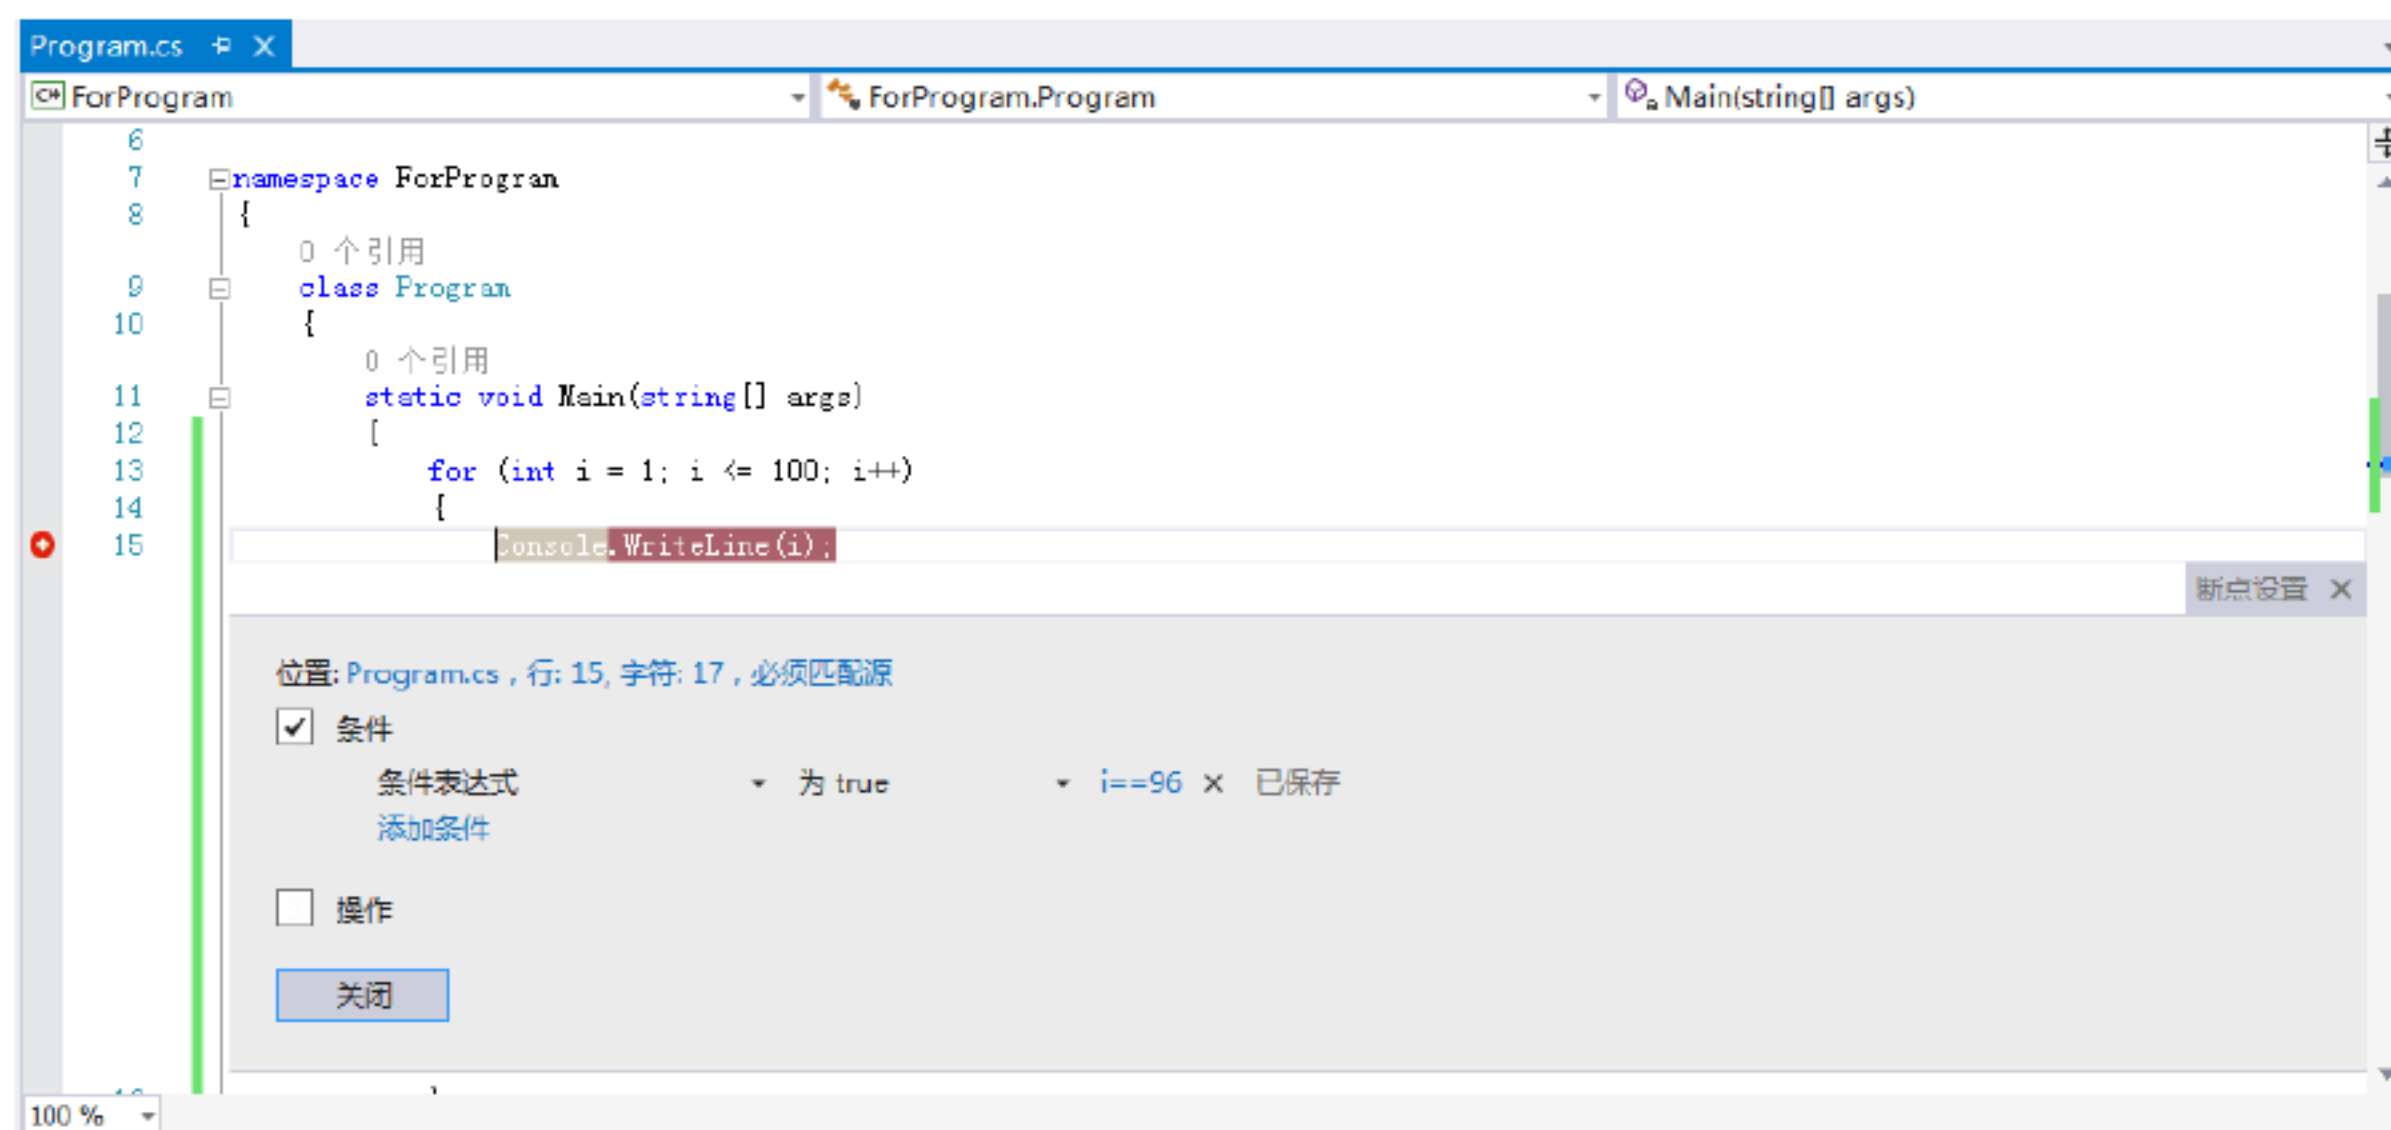 Program.cs
ForProgram ForProgram.Program Main(string[] args)
6
7 namespace ForProgram
8 {
0 个引用
9 class Program
10 {
0 个引用
11 static void Main(string[] args)
12 {
13 for (int i = 1; i <= 100; i++)
14 {
15 Console.WriteLine(i);
断点设置
位置: Program.cs , 行: 15, 字符: 17 , 必须匹配源
条件
条件表达式 为 true i==96 已保存
添加条件
操作
关闭
100 %